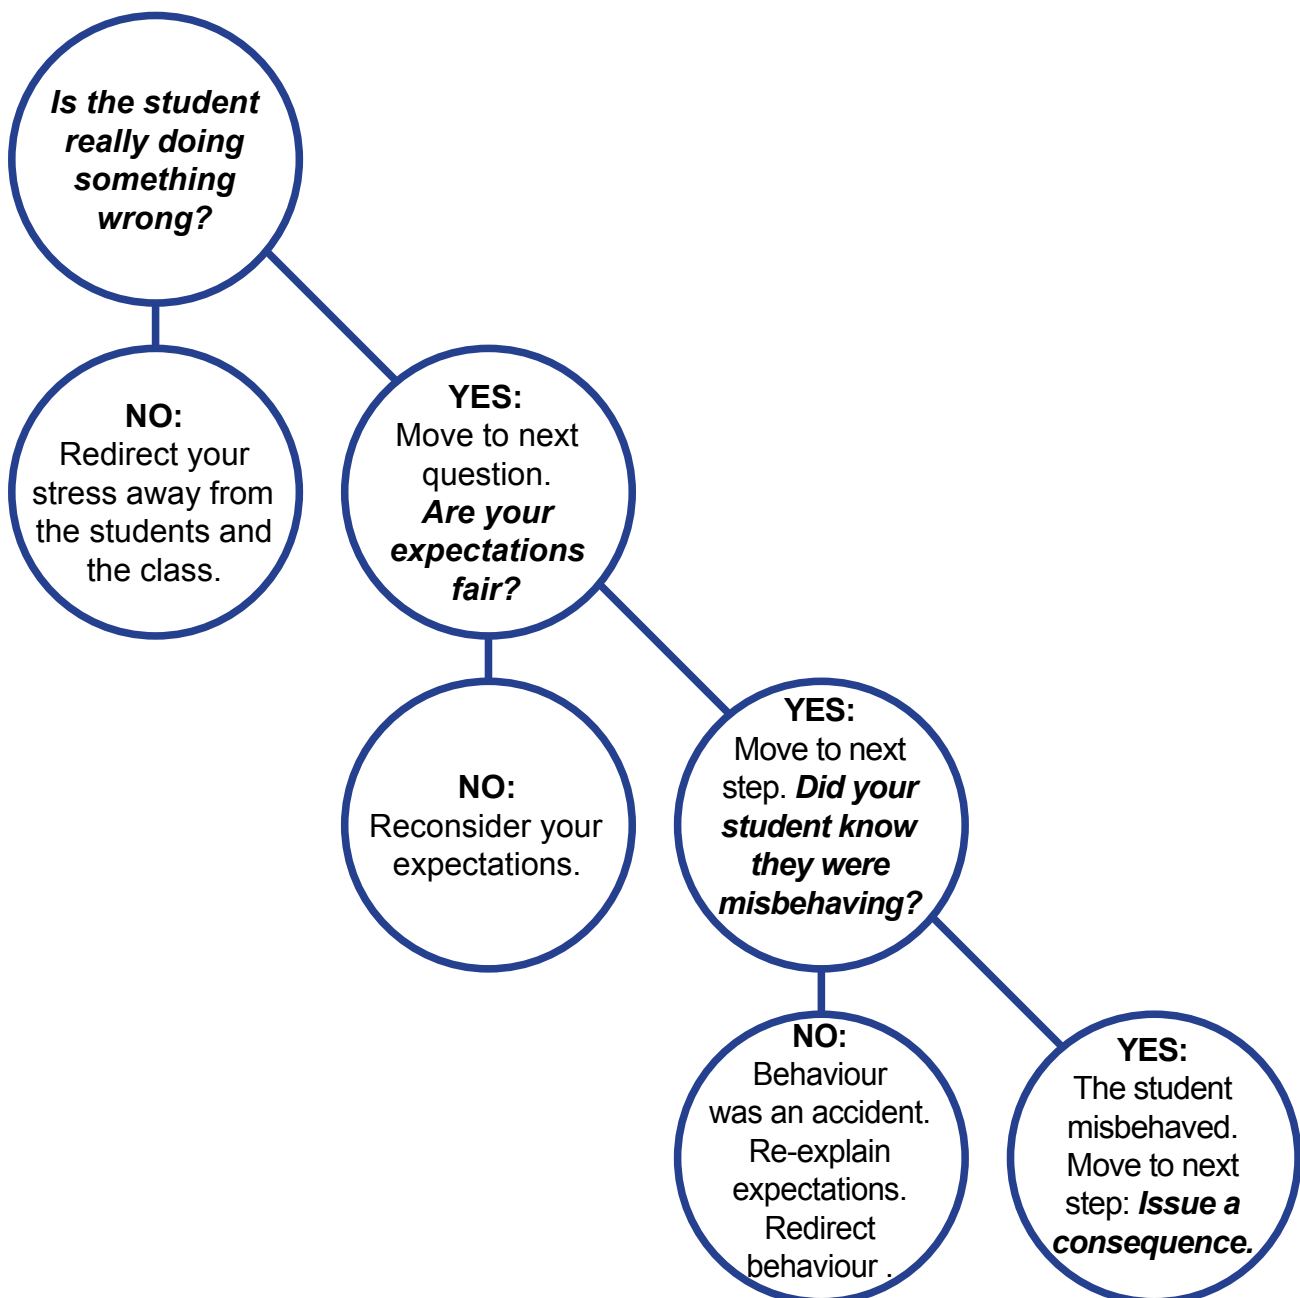 Is the student
really doing
something
wrong?
NO:
Redirect your
stress away from
the students and
the class.
YES:
Move to next
question.
Are your
expectations
fair?
NO:
Reconsider your
expectations.
YES:
Move to next
step. Did your
student know
they were
misbehaving?
NO:
Behaviour
was an accident.
Re-explain
expectations.
Redirect
behaviour .
YES:
The student
misbehaved.
Move to next
step: Issue a
consequence.